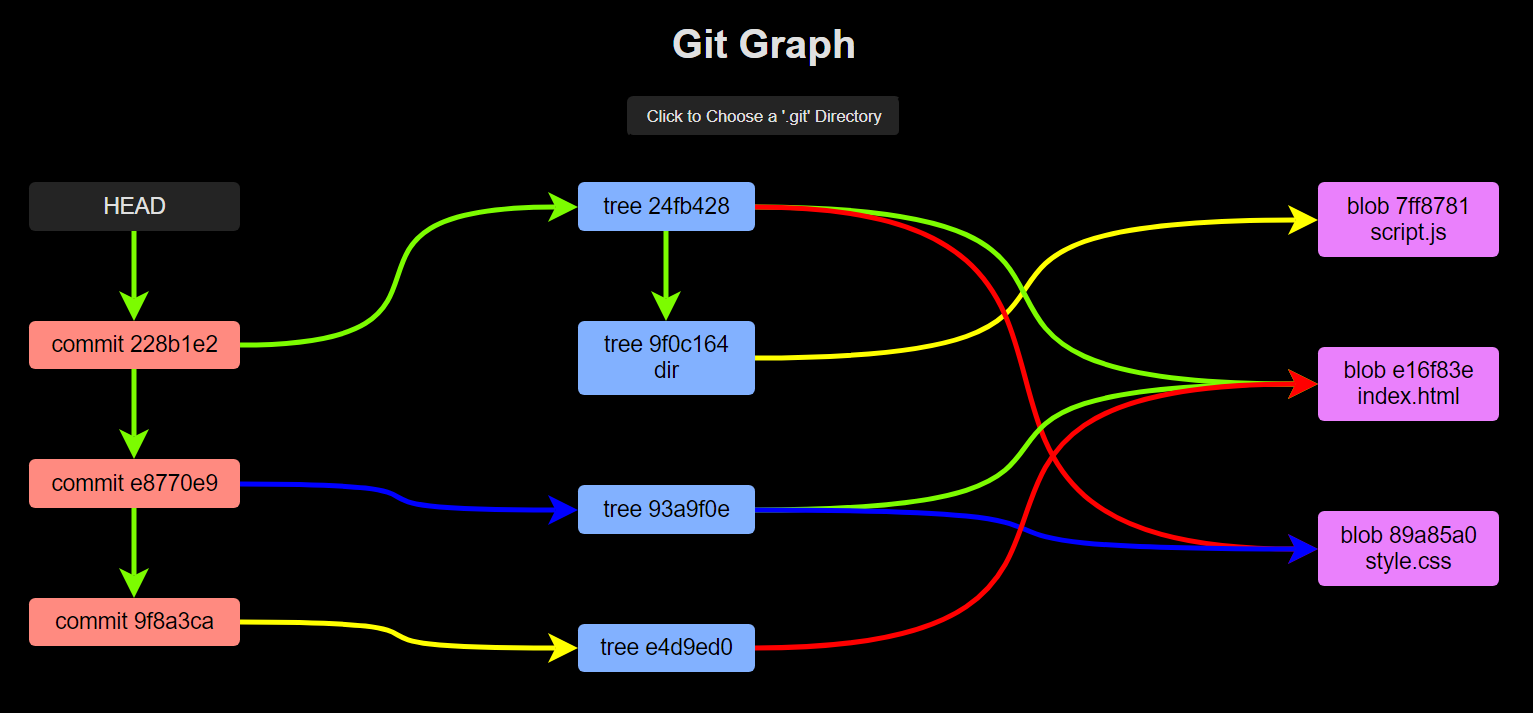 Git Graph
Click to Choose a '.git' Directory
HEAD
commit 228b1e2
commit e8770e9
commit 9f8a3ca
tree 24fb428
tree 9f0c164
dir
tree 93a9f0e
tree e4d9ed0
blob 7ff8781
script.js
blob e16f83e
index.html
blob 89a85a0
style.css